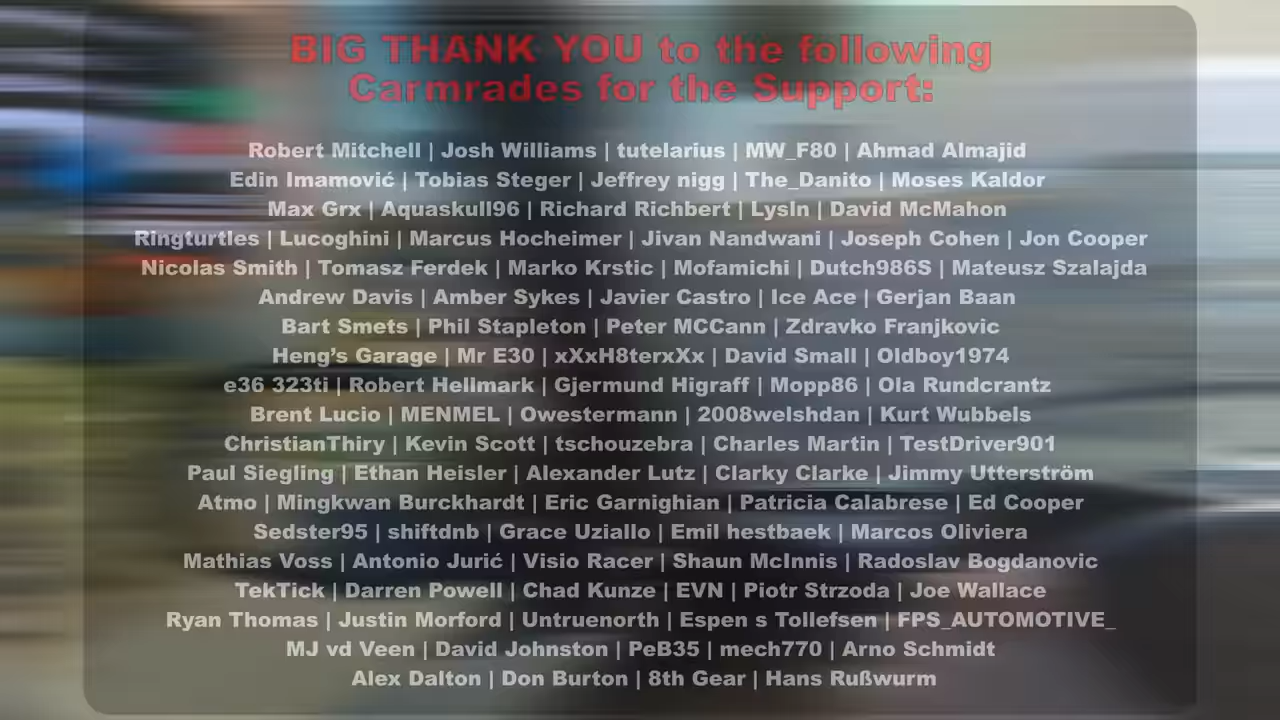 BIG THANK YOU to the following
Carmrades for the Support:
Robert Mitchell | Josh Williams | tutelarius | MW_F80 | Ahmad Almajid
Edin Imamović | Tobias Steger | Jeffrey nigg | The_Danito | Moses Kaldor
Max Grx | Aquaskull96 | Richard Richbert | Lysln | David McMahon
Ringturtles | Lucoghini | Marcus Hocheimer | Jivan Nandwani | Joseph Cohen | Jon Cooper
Nicolas Smith | Tomasz Ferdek | Marko Krstic | Mofamichi | Dutch986S | Mateusz Szalajda
Andrew Davis | Amber Sykes | Javier Castro | Ice Ace | Gerjan Baan
Bart Smets | Phil Stapleton | Peter MCCann | Zdravko Franjkovic
Heng’s Garage | Mr E30 | xXxH8terxXx | David Small | Oldboy1974
e36 323ti | Robert Hellmark | Gjermund Higraff | Mopp86 | Ola Rundcrantz
Brent Lucio | MENMEL | Owestermann | 2008welshdan | Kurt Wubbels
ChristianThiry | Kevin Scott | tschouzebra | Charles Martin | TestDriver901
Paul Siegling | Ethan Heisler | Alexander Lutz | Clarky Clarke | Jimmy Utterström
Atmo | Mingkwan Burckhardt | Eric Garnighian | Patricia Calabrese | Ed Cooper
Sedster95 | shiftdnb | Grace Uziallo | Emil hestbaek | Marcos Oliviera
Mathias Voss | Antonio Jurić | Visio Racer | Shaun McInnis | Radoslav Bogdanovic
TekTick | Darren Powell | Chad Kunze | EVN | Piotr Strzoda | Joe Wallace
Ryan Thomas | Justin Morford | Untruenorth | Espen s Tollefsen | FPS_AUTOMOTIVE_
MJ vd Veen | David Johnston | PeB35 | mech770 | Arno Schmidt
Alex Dalton | Don Burton | 8th Gear | Hans Rußwurm